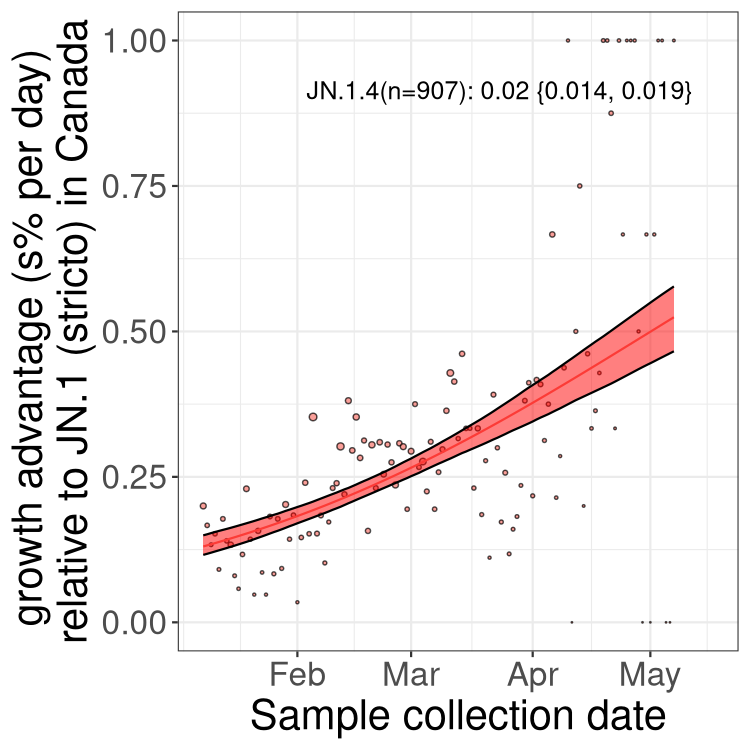 growth advantage (s% per day)
relative to JN.1 (stricto) in Canada
1.00
0.75
0.50
0.25
0.00
JN.1.4(n=907): 0.02 {0.014, 0.019}
Feb Mar Apr May
Sample collection date